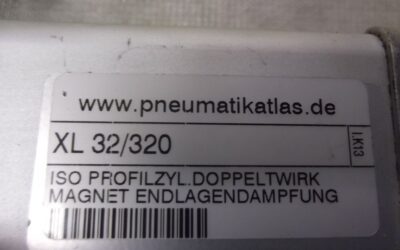 www.pneumatikatlas.de
XL 32/320
LK13
ISO PROFILZYL.DOPPELTWIRK
MAGNET ENDLAGENDAMPFUNG